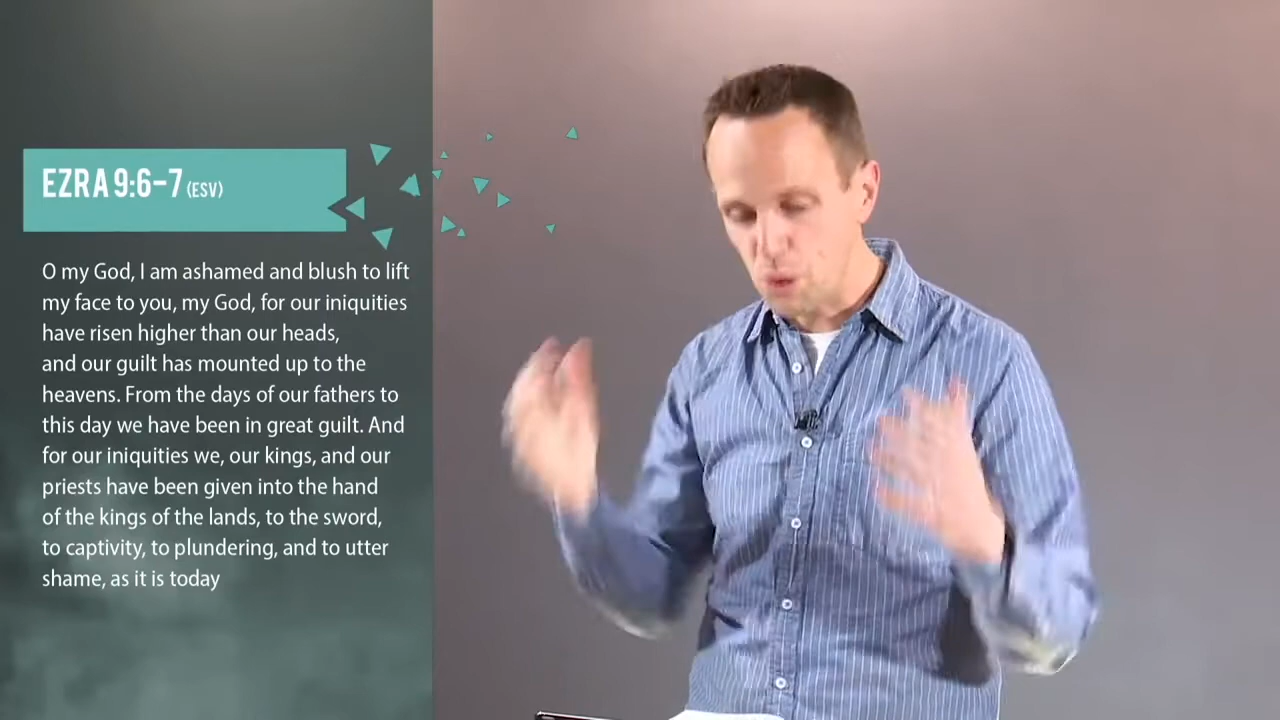 EZRA 9:6–7 (ESV)
O my God, I am ashamed and blush to lift
my face to you, my God, for our iniquities
have risen higher than our heads,
and our guilt has mounted up to the
heavens. From the days of our fathers to
this day we have been in great guilt. And
for our iniquities we, our kings, and our
priests have been given into the hand
of the kings of the lands, to the sword,
to captivity, to plundering, and to utter
shame, as it is today